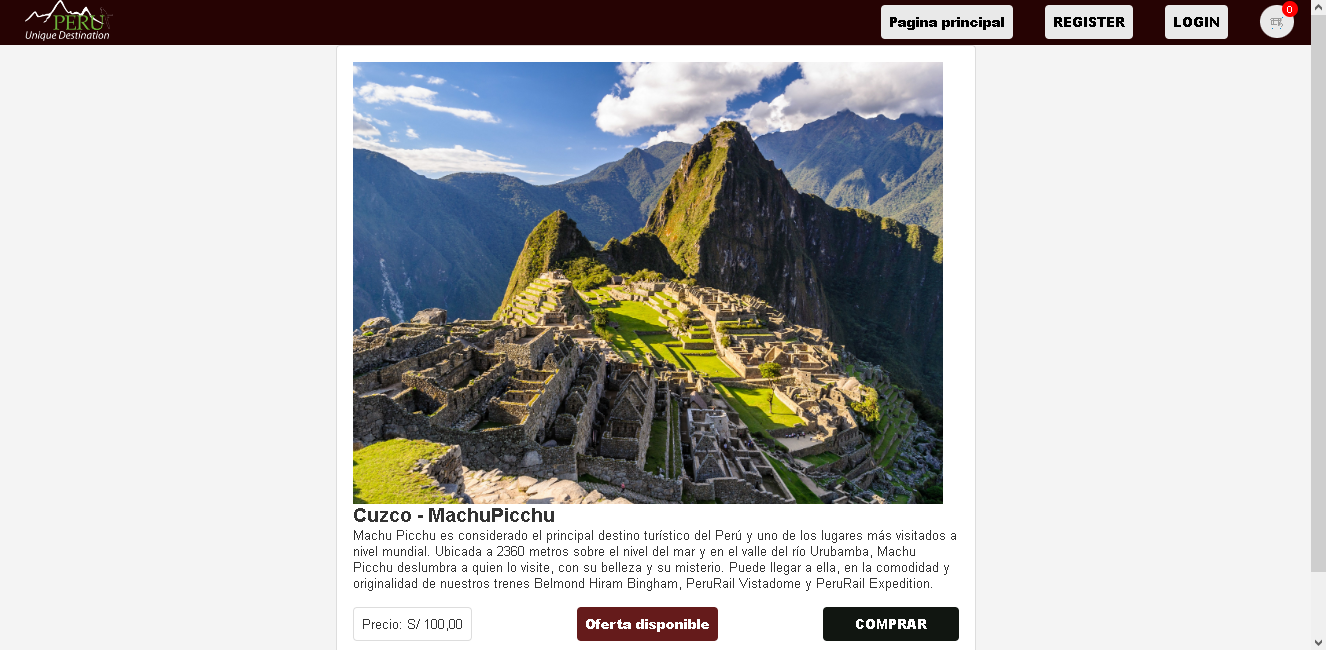 PERU
Unique Destination
Pagina principal
REGISTER
LOGIN
0
Cuzco - MachuPicchu
Machu Picchu es considerado el principal destino turístico del Perú y uno de los lugares más visitados a
nivel mundial. Ubicada a 2360 metros sobre el nivel del mar y en el valle del río Urubamba, Machu
Picchu deslumbra a quien lo visite, con su belleza y su misterio. Puede llegar a ella, en la comodidad y
originalidad de nuestros trenes Belmond Hiram Bingham, PeruRail Vistadome y PeruRail Expedition.
Precio: S/ 100,00
Oferta disponible
COMPRAR